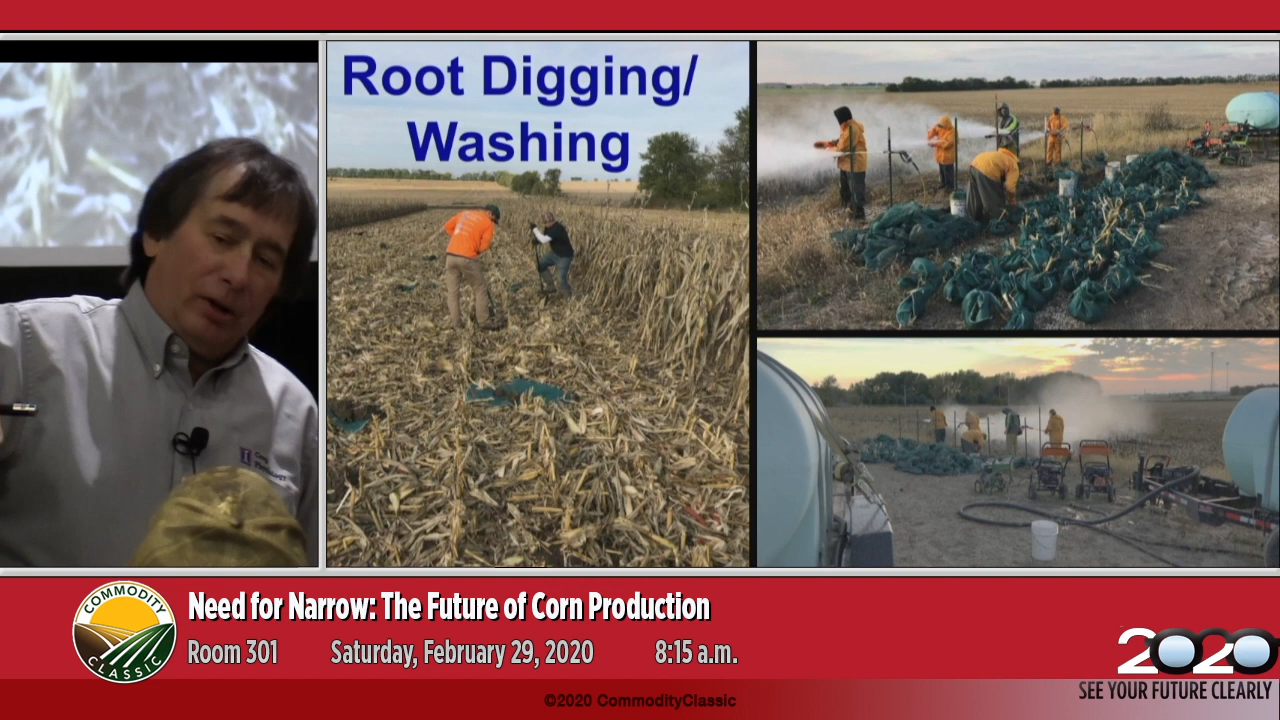 Root Digging/
Washing
COMMODITY
CLASSIC
Need for Narrow: The Future of Corn Production
Room 301 Saturday, February 29, 2020 8:15 a.m.
2020
SEE YOUR FUTURE CLEARLY
©2020 CommodityClassic